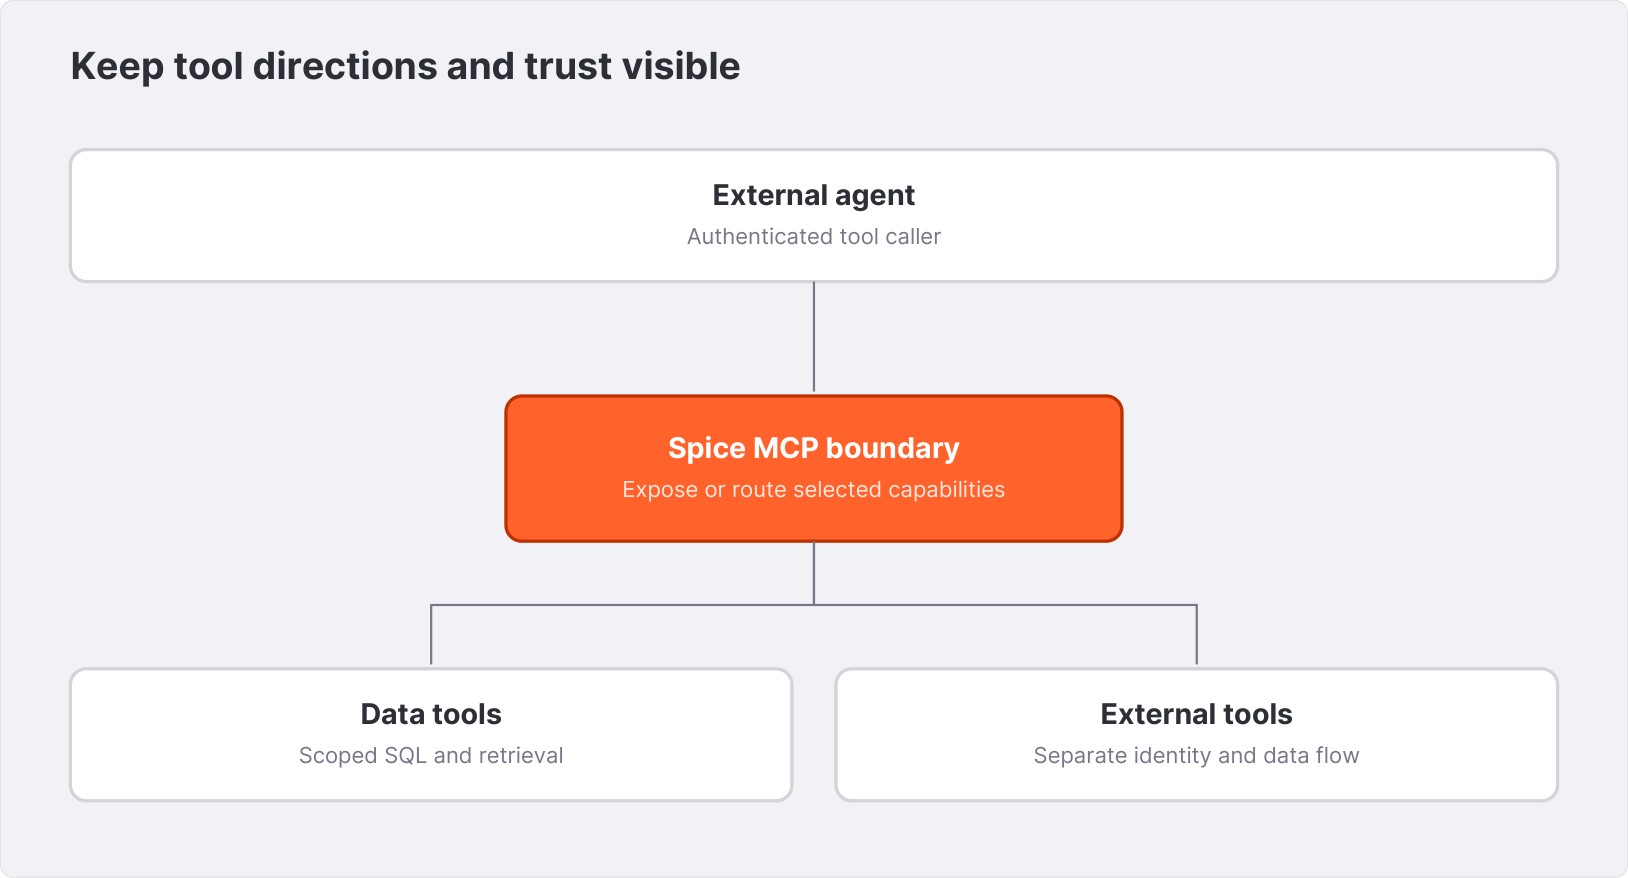 Keep tool directions and trust visible
External agent
Authenticated tool caller
Spice MCP boundary
Expose or route selected capabilities
Data tools
Scoped SQL and retrieval
External tools
Separate identity and data flow